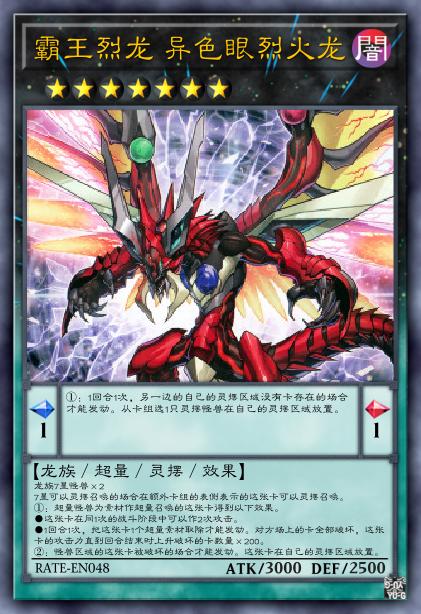 霸王烈龙 异色眼烈火龙 闇
①：1回合1次，另一边的自己的灵摆区域没有卡存在的场合
才能发动。从卡组选1只灵摆怪兽在自己的灵摆区域放置。
1
1
【龙族／超量／灵摆／效果】
龙族7星怪兽×2
7星可以灵摆召唤的场合在额外卡组的表侧表示的这张卡可以灵摆召唤。
①：超量怪兽为素材作超量召唤的这张卡得到以下效果。
●这张卡在同1次的战斗阶段中可以作2次攻击。
●1回合1次，把这张卡1个超量素材取除才能发动。对方场上的卡全部破坏，这张
卡的攻击力直到回合结束时上升破坏的卡数量×200。
②：怪兽区域的这张卡被破坏的场合才能发动。这张卡在自己的灵摆区域放置。
RATE-EN048 ATK/3000 DEF/2500